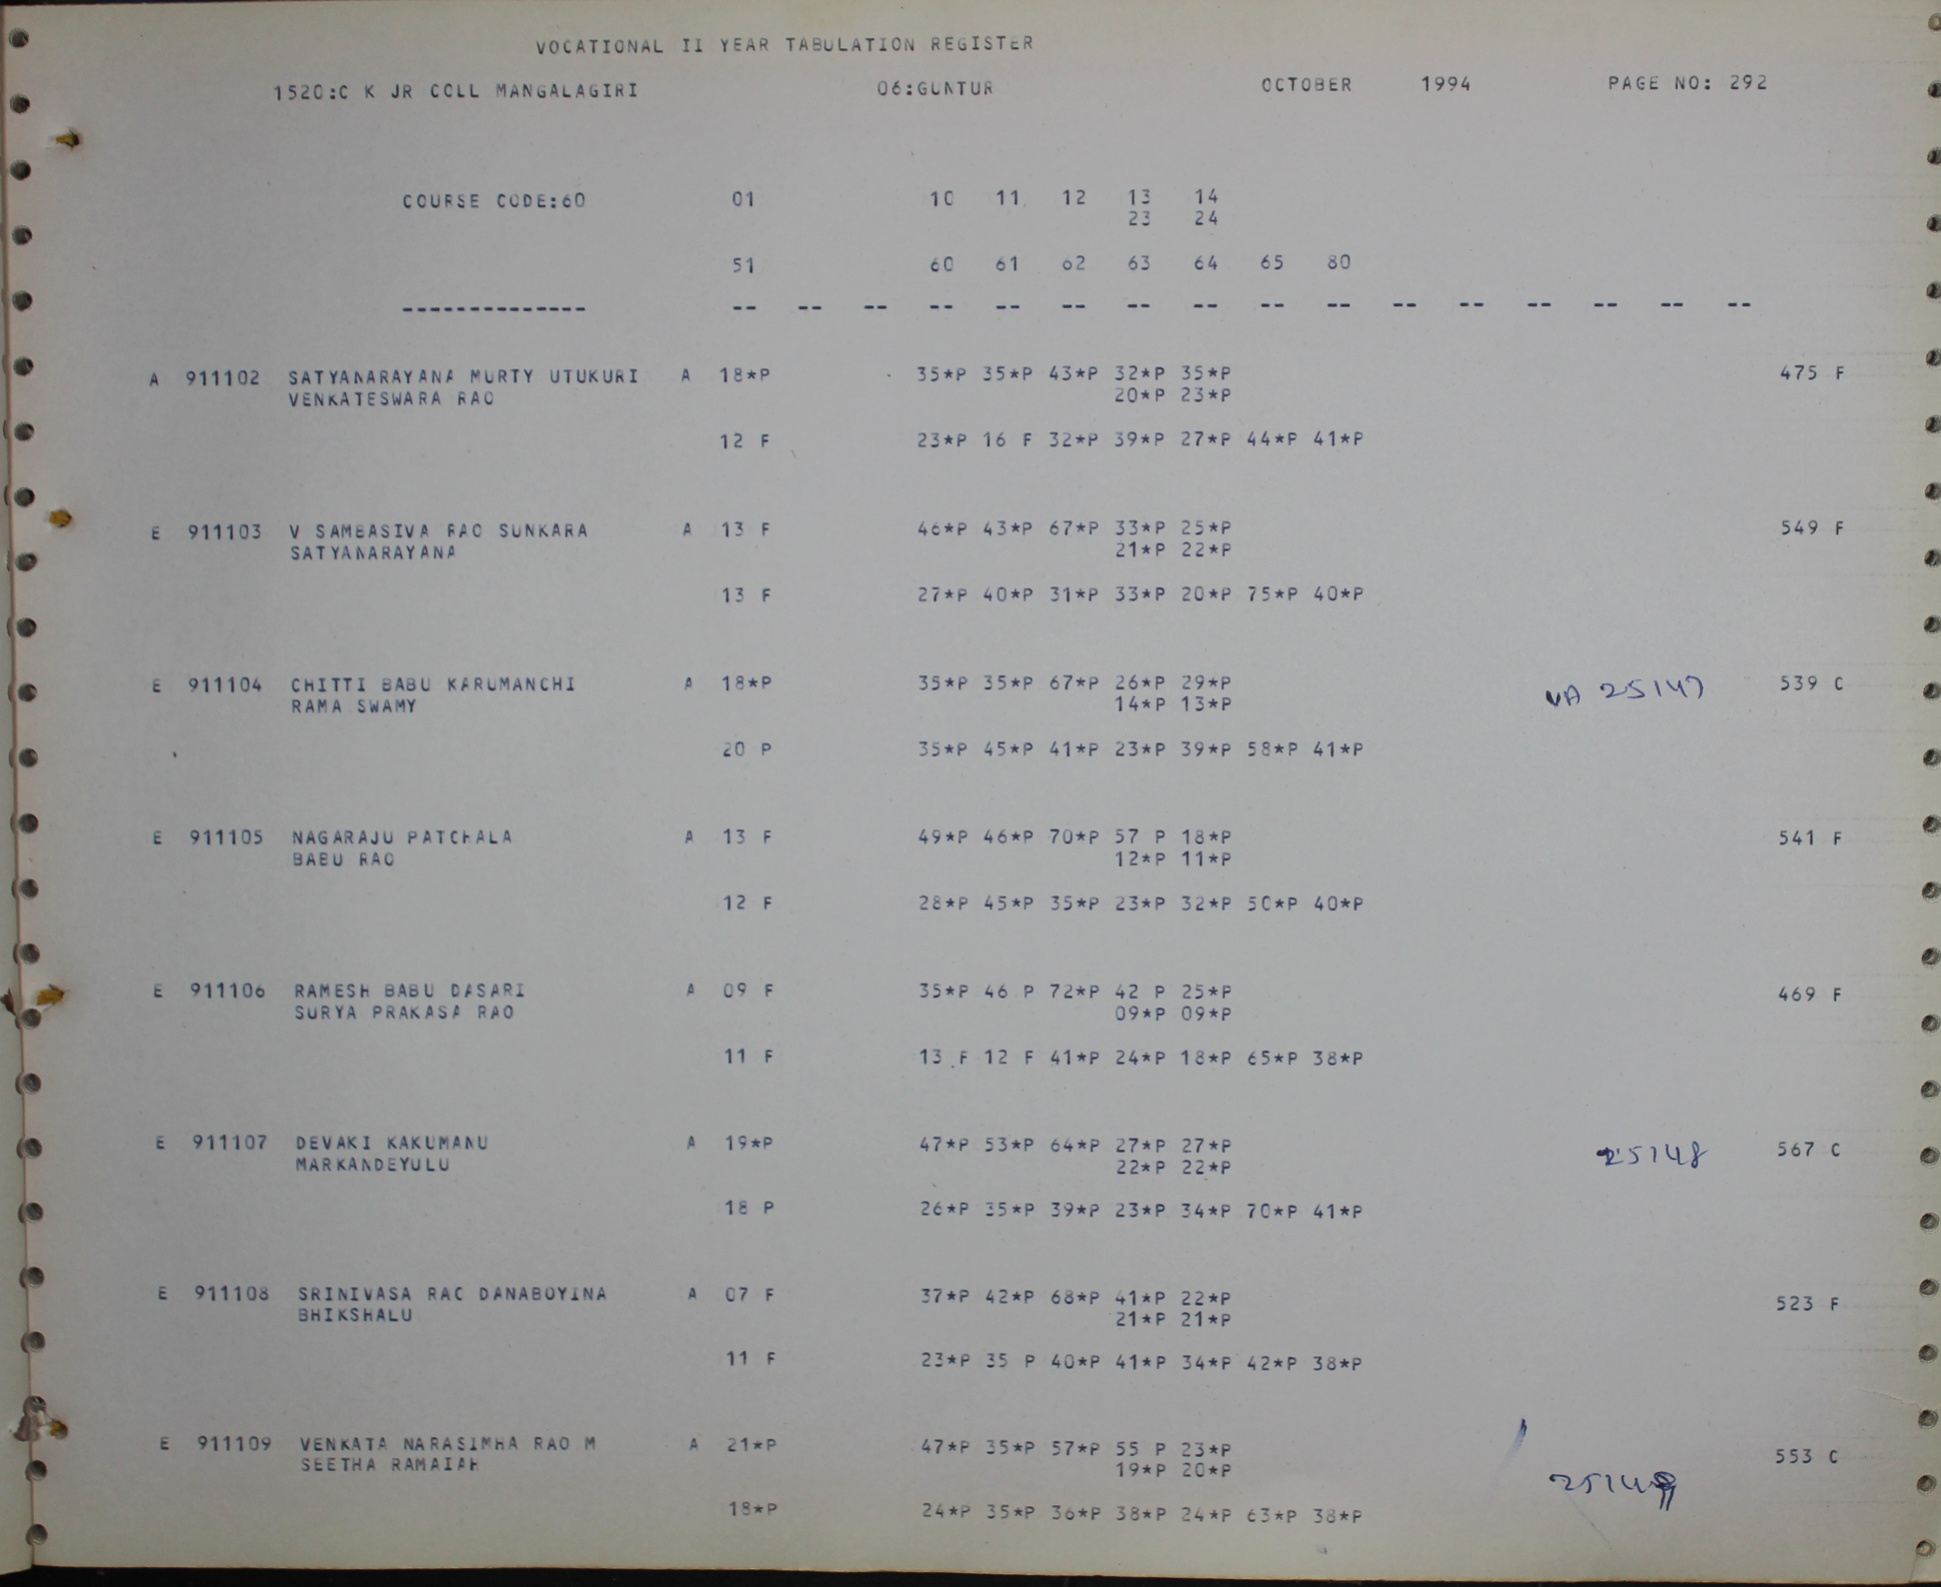 VOCATIONAL II YEAR TABULATION REGISTER
1520:C K JR COLL MANGALAGIRI 06:GUNTUR OCTOBER 1994 PAGE NO: 292
COURSE CODE:60 01 10 11 12 13 14
23 24
51 60 61 62 63 64 65 80
-------------- -- -- -- -- -- -- -- -- -- -- -- -- -- -- -- --
A 911102 SATYANARAYANA MURTY UTUKURI A 18*P 35*P 35*P 43*P 32*P 35*P 475 F
VENKATESWARA RAO 20*P 23*P
12 F 23*P 16 F 32*P 39*P 27*P 44*P 41*P
E 911103 V SAMBASIVA RAO SUNKARA A 13 F 46*P 43*P 67*P 33*P 25*P 549 F
SATYANARAYANA 21*P 22*P
13 F 27*P 40*P 31*P 33*P 20*P 75*P 40*P
E 911104 CHITTI BABU KARUMANCHI A 18*P 35*P 35*P 67*P 26*P 29*P VA 25147 539 C
RAMA SWAMY 14*P 13*P
20 P 35*P 45*P 41*P 23*P 39*P 58*P 41*P
E 911105 NAGARAJU PATCHALA A 13 F 49*P 46*P 70*P 57 P 18*P 541 F
BABU RAO 12*P 11*P
12 F 28*P 45*P 35*P 23*P 32*P 50*P 40*P
E 911106 RAMESH BABU DASARI A 09 F 35*P 46 P 72*P 42 P 25*P 469 F
SURYA PRAKASA RAO 09*P 09*P
11 F 13 F 12 F 41*P 24*P 18*P 65*P 38*P
E 911107 DEVAKI KAKUMANU A 19*P 47*P 53*P 64*P 27*P 27*P 25148 567 C
MARKANDEYULU 22*P 22*P
18 P 26*P 35*P 39*P 23*P 34*P 70*P 41*P
E 911108 SRINIVASA RAO DANABOYINA A 07 F 37*P 42*P 68*P 41*P 22*P 523 F
BHIKSHALU 21*P 21*P
11 F 23*P 35 P 40*P 41*P 34*P 42*P 38*P
E 911109 VENKATA NARASIMHA RAO M A 21*P 47*P 35*P 57*P 55 P 23*P 553 C
SEETHA RAMAIAH 19*P 20*P 25149
18*P 24*P 35*P 36*P 38*P 24*P 63*P 38*P